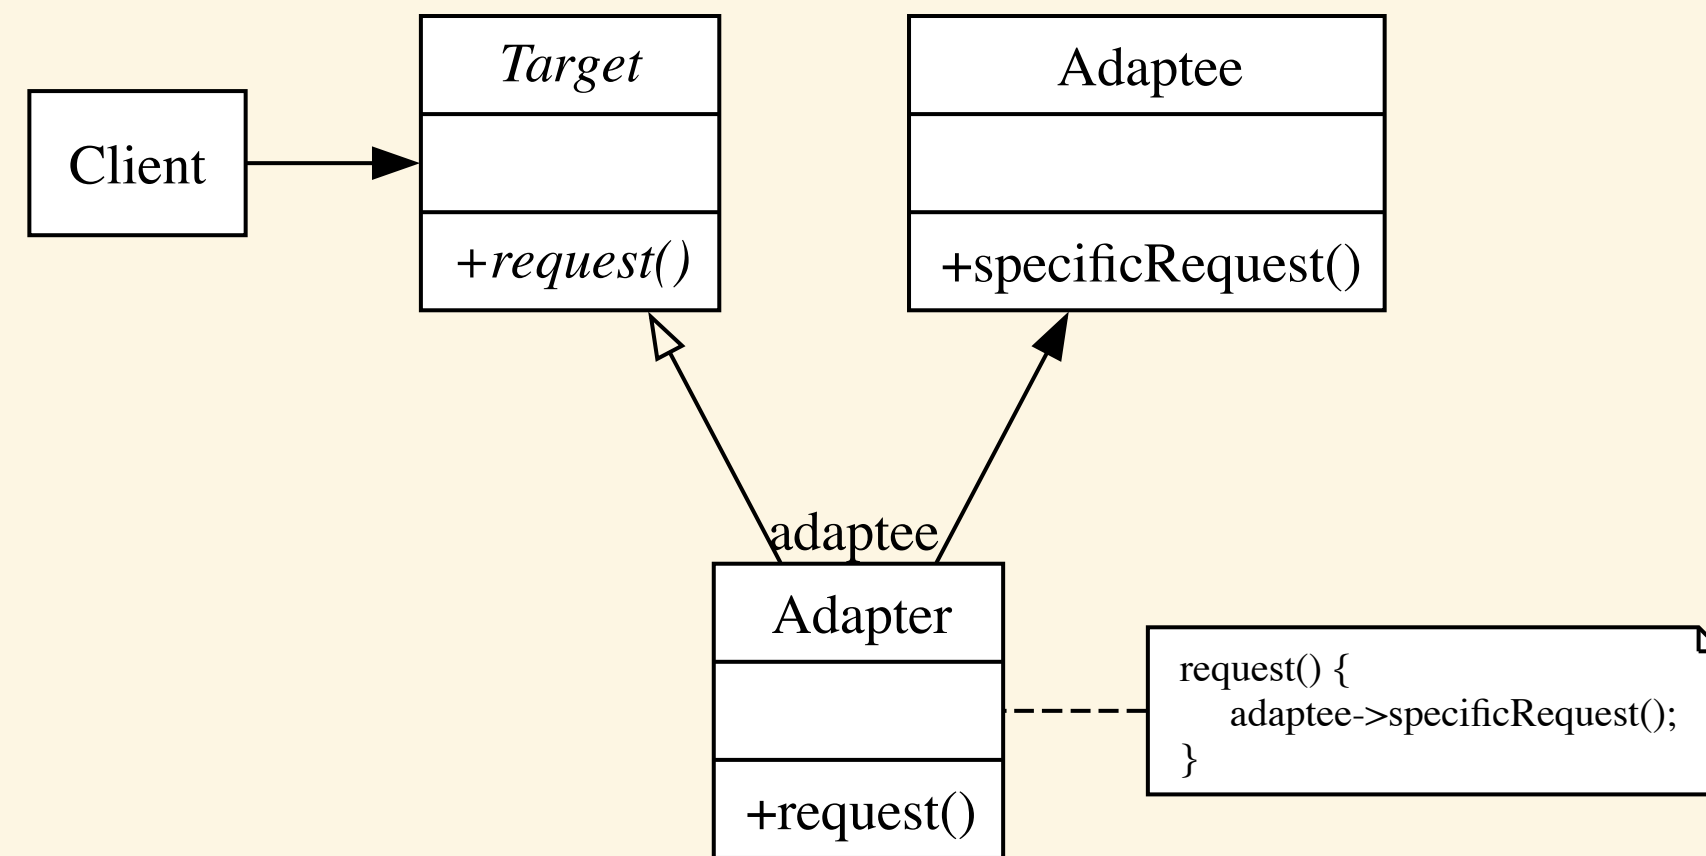 Target
Adaptee
Client
+request()
+specificRequest()
adaptee
Adapter
request() {
adaptee->specificRequest();
}
+request()